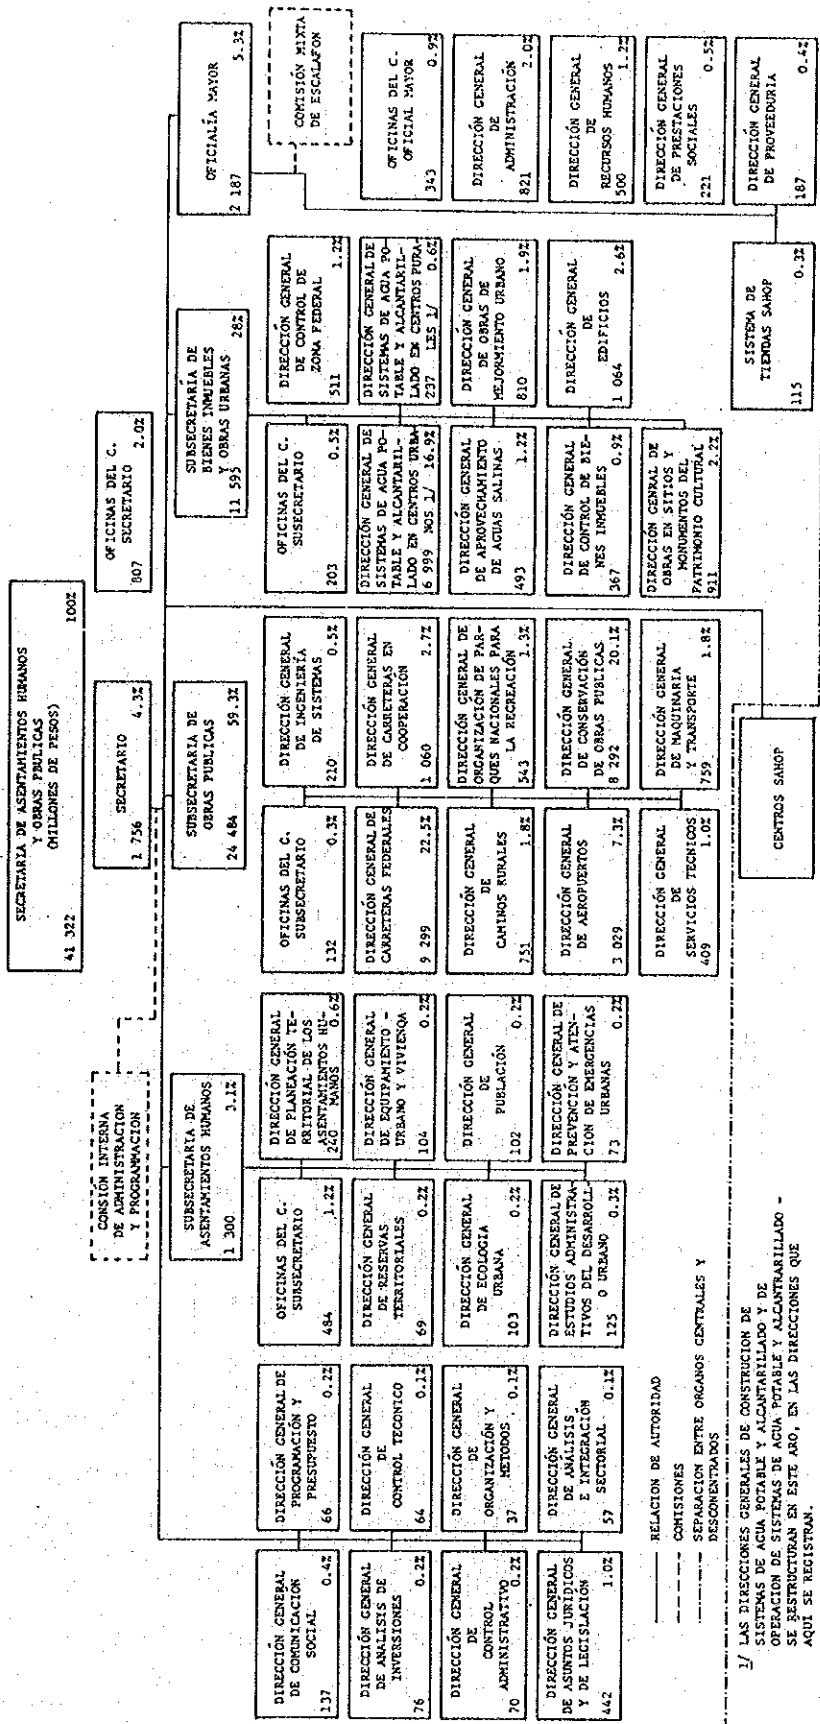 SECRETARIA DE ASENTAMIENTOS HUMANOS
Y OBRAS PBULICAS
(MILLONES DE PESOS)
41 322 100%
CONSION INTERNA
DE ADMINISTRACION
Y PROGRAMACION
SECRETARIO
1 756 4.3%
OFICINAS DEL C.
SECRETARIO
807 2.0%
SUBSECRETARIA DE
ASENTAMIENTOS HUMANOS
1 300 3.1%
SUBSECRETARIA DE
OBRAS PUBLICAS
24 484 59.3%
SUBSECRETARÍA DE
BIENES INMUEBLES
Y OBRAS URBANAS
11 595 28%
OFICIALÍA MAYOR
2 187 5.3%
COMISIÓN MIXTA
DE ESCALAFON
DIRECCIÓN GENERAL
DE COMUNICACION
SOCIAL
137 0.4%
DIRECCIÓN GENERAL DE
PROGRAMACIÓN Y
PRESUPUESTO
66 0.2%
DIRECCIÓN GENERAL
DE ANALISIS DE
INVERSIONES
76 0.2%
DIRECCIÓN GENERAL
DE
CONTROL TECONICO
64 0.1%
DIRECCIÓN GENERAL
DE
CONTROL
ADMINISTRATIVO
70 0.2%
DIRECCIÓN GENERAL
DE
ORGANIZACIÓN Y
METODOS
37 0.1%
DIRECCIÓN GENERAL
DE ASUNTOS JURÍDICOS
Y DE LEGISLACIÓN
442 1.0%
DIRECCIÓN GENERAL
DE ANÁLISIS
E INTEGRACIÓN
SECTORIAL
57 0.1%
OFICINAS DEL C.
SUBSECRETARIO
484 1.2%
DIRECCIÓN GENERAL
DE PLANEACIÓN TE-
RRITORIAL DE LOS
ASENTAMIENTOS HU-
240 MANOS 0.6%
DIRECCIÓN GENERAL
DE RESERVAS
TERRITORIALES
69 0.2%
DIRECCIÓN GENERAL
DE EQUIPAMIENTO -
URBANO Y VIVIENQA
104 0.2%
DIRECCIÓN GENERAL
DE ECOLOGIA
URBANA
103 0.2%
DIRECCIÓN GENERAL
DE
PUBLACIÓN
102 0.2%
DIRECCIÓN GENERAL DE
ESTUDIOS ADMINISTRA-
TIVOS DEL DESARROLL-
O URBANO
125 0.3%
DIRECCIÓN GENERAL DE
PREVENCIÓN Y ATEN-
CION DE EMERGENCIAS
URBANAS
73 0.2%
OFICINAS DEL C.
SUBSECRETARIO
132 0.3%
DIRECCIÓN GENERAL
DE INGENIERÍA
DE SISTEMAS
210 0.5%
DIRECCIÓN GENERAL DE
CARRETERAS FEDERALES
9 299 22.5%
DIRECCIÓN GENERAL
DE CARRETERAS EN
COOPERACION
1 060 2.7%
DIRECCIÓN GENERAL
DE
CAMINOS RURALES
751 1.8%
DIRECCIÓN GENERAL DE
ORGANIZACIÓN DE PAR-
QUES NACIONALES PARA
LA RECREACIÓN
543 1.3%
DIRECCIÓN GENERAL
DE AEROPUERTOS
3 029 7.3%
DIRECCIÓN GENERAL
DE CONSERVACIÓN
DE OBRAS PUBLICAS
8 292 20.1%
DIRECCIÓN GENERAL
DE
SERVICIOS TECNICOS
409 1.0%
DIRECCIÓN GENERAL
DE MAQUINARIA
Y TRANSPORTE
759 1.8%
OFICINAS DEL C.
SUSECRETARIO
203 0.5%
DIRECCIÓN GENERAL
DE CONTROL DE
ZONA FEDERAL
511 1.2%
DIRECCIÓN GENERAL DE
SISTEMAS DE AGUA PO-
TABLE Y ALCANTARIL-
LADO EN CENTROS URBA
6 999 NOS 1/ 16.9%
DIRECCIÓN GENERAL DE
SISTEMAS DE AGUA PO-
TABLE Y ALCANTARIL-
LADO EN CENTROS PURA-
237 LES 1/ 0.6%
DIRECCIÓN GENERAL
DE APROVECHAMIENTO
DE AGUAS SALINAS
493 1.2%
DIRECCIÓN GENERAL
DE OBRAS DE
MEJORMIENTO URBANO
810 1.9%
DIRECCIÓN GENERAL
DE CONTROL DE BIE-
NES INMUEBLES
367 0.9%
DIRECCIÓN GENERAL
DE
EDIFICIOS
1 064 2.6%
DIRECCIÓN GENRAL DE
OBRAS EN SITIOS Y
MONUMENTOS DEL
PATRIMONIO CULTURAL
911 2.2%
OFICINAS DEL C.
OFICIAL MAYOR
343 0.9%
DIRECCIÓN GENERAL
DE
ADMINISTRACIÓN
821 2.0%
DIRECCIÓN GENERAL
DE
RECURSOS HUMANOS
500 1.2%
DIRECCIÓN GENERAL
DE PRESTACIONES
SOCIALES
221 0.5%
DIRECCIÓN GENERAL
DE PROVEEDURIA
187 0.4%
SISTEMA DE
TIENDAS SAHOP
115 0.3%
CENTROS SAHOP
RELACION DE AUTORIDAD
COMISIONES
SEPARACION ENTRE ORGANOS CENTRALES Y
DESCONENTRADOS
1/ LAS DIRECCIONES GENERALES DE CONSTRUCION DE
SISTEMAS DE AGUA POTABLE Y ALCANTARILLADO Y DE
OPERACION DE SISTEMAS DE AGUA POTABLE Y ALCANTRARILLADO -
SE RESTRUCTURAN EN ESTE ARO, EN LAS DIRECCIONES QUE
AQUI SE REGISTRAN.